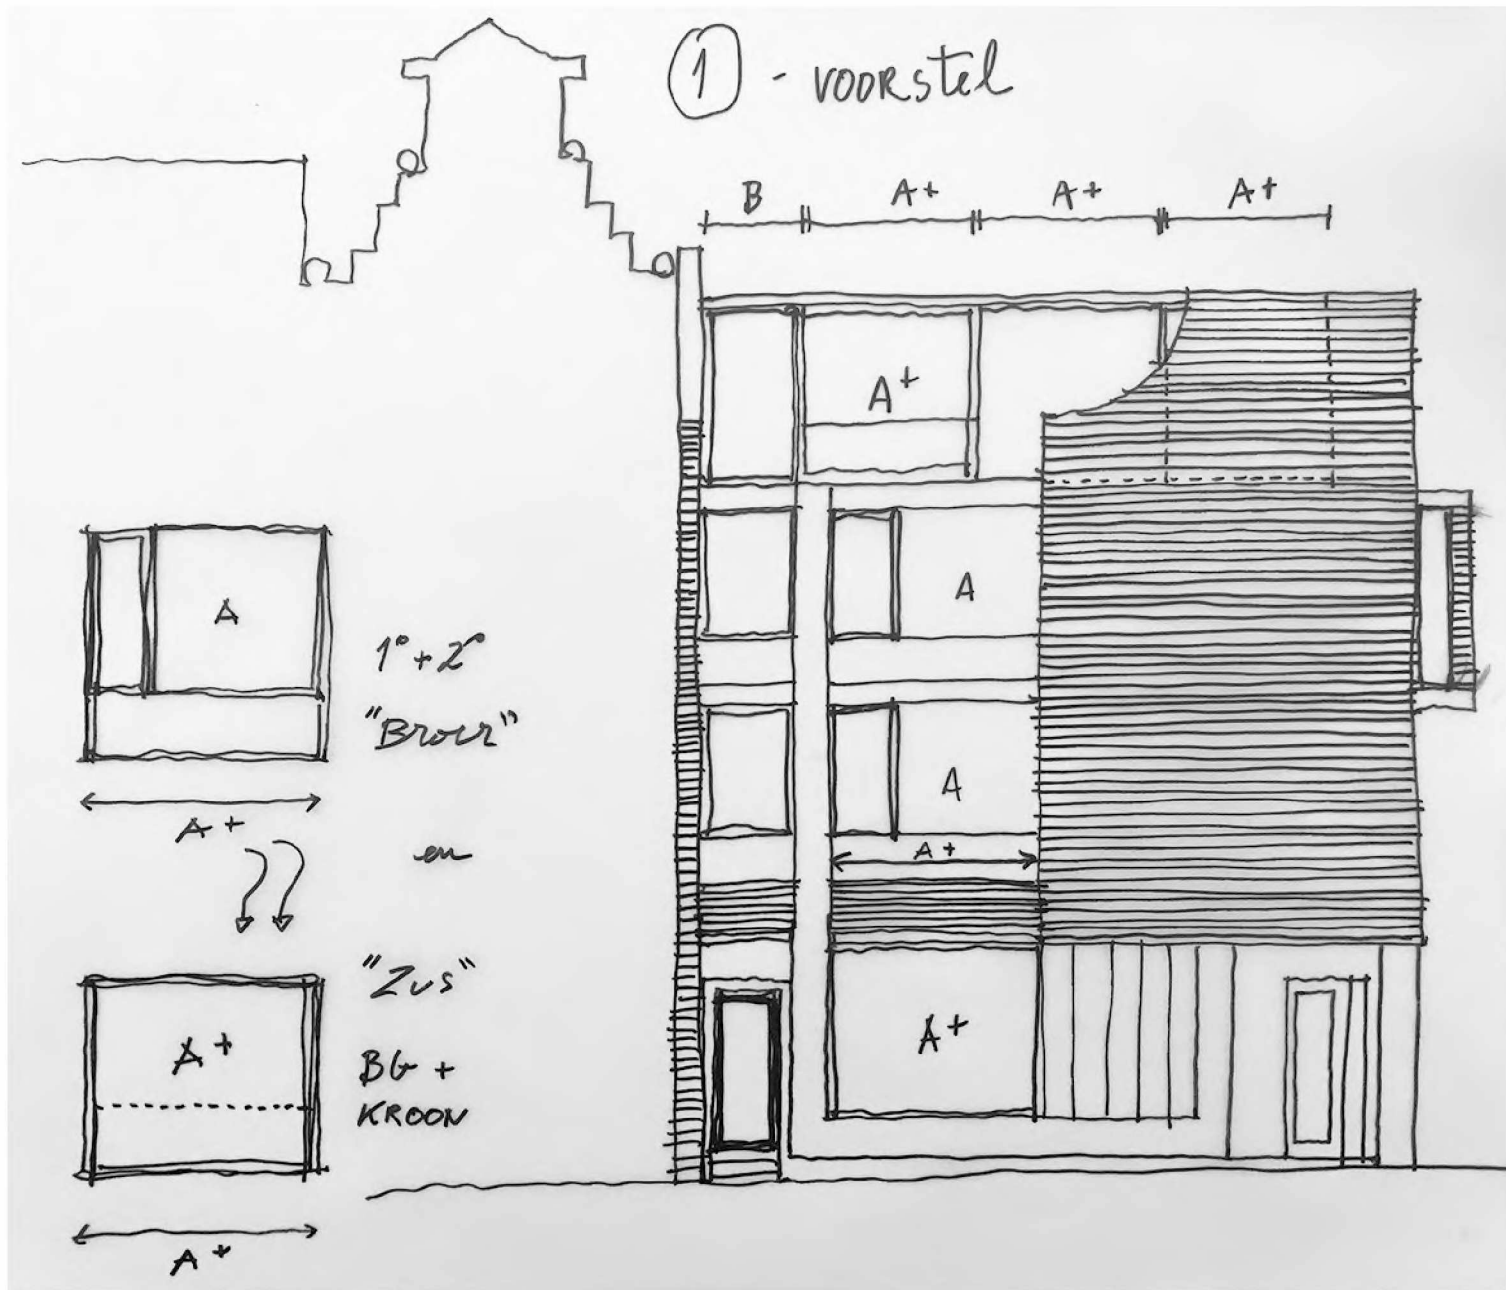 1 - VOORSTEL
B A+ A+ A+
A+
A
A
A+
A+
A
1° + 2°
"Broer"
A+
en
"Zus"
A+
BG +
KROON
A+